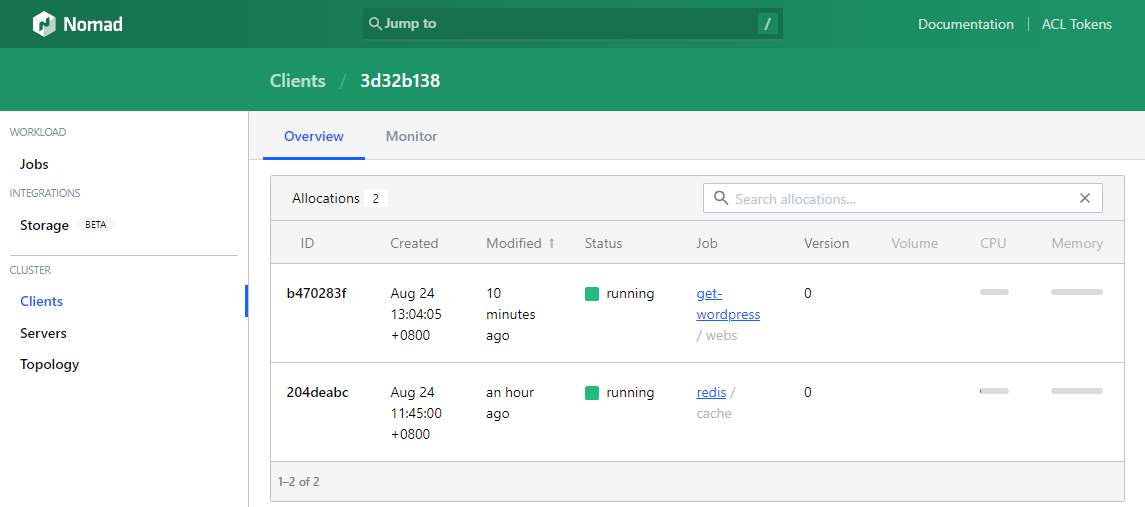 Nomad
Jump to
/
Documentation
ACL Tokens
Clients / 3d32b138
WORKLOAD
Jobs
INTEGRATIONS
Storage BETA
CLUSTER
Clients
Servers
Topology
Overview
Monitor
Allocations 2
Search allocations...
ID Created Modified Status Job Version Volume CPU Memory
b470283f
Aug 24
13:04:05
+0800
10
minutes
ago
running
get-
wordpress
/ webs
0
204deabc
Aug 24
11:45:00
+0800
an hour
ago
running
redis /
cache
0
1–2 of 2